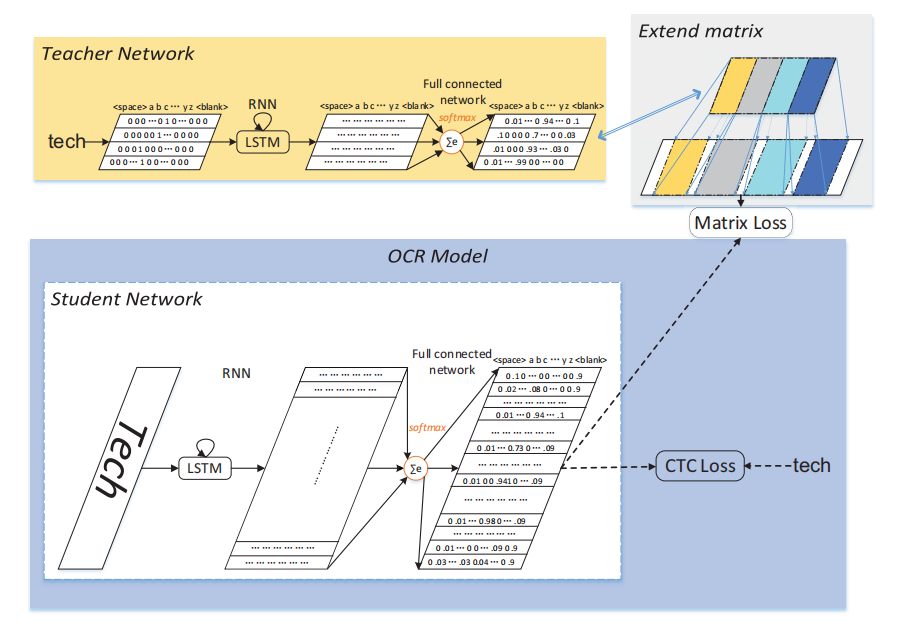 Teacher Network
Extend matrix
Full connected
network
<space> a b c ··· y z <blank>
RNN
<space> a b c ··· y z <blank>
<space> a b c ··· y z <blank>
softmax
tech
0 0 0 ··· 0 1 0 ··· 0 0 0
0 0 0 0 0 1 ··· 0 0 0 0
0 0 0 1 0 0 0 ··· 0 0 0
0 0 0 ··· 1 0 0 ··· 0 0 0
LSTM
··· ··· ··· ··· ··· ···
··· ··· ··· ··· ··· ···
··· ··· ··· ··· ··· ···
··· ··· ··· ··· ··· ···
Σe
0.01 ··· 0 .94 ··· 0 .1
.1 0 0 0 0 .7 ··· 0 0.03
.01 0 0 0 .93 ··· .03 0
0.01 ··· .99 0 0 ··· 00
Matrix Loss
OCR Model
Student Network
Full connected
network
<space> a b c ··· y z <blank>
RNN
Tech
LSTM
··· ··· ··· ··· ··· ···
··· ··· ··· ··· ··· ···
··· ··· ··· ··· ··· ···
··· ··· ··· ··· ··· ···
softmax
Σe
0 .1 0 ··· 0 0 ··· 0 0 .9
0 .02 ··· .08 0 ··· 0 0 .9
··· ··· ··· ··· ··· ···
0 .01 ··· 0 .94 ··· .1
··· ··· ··· ··· ··· ···
0 .01 ··· 0.73 0 ··· .09
··· ··· ··· ··· ··· ···
0 .01 0 0 .941 0 ··· .09
··· ··· ··· ··· ··· ···
0 .01 ··· 0.98 0 ··· .09
··· ··· ··· ··· ··· ···
0 .01 ··· 0 0 ··· .09 0 .9
0 .03 ··· .03 0.04 ··· 0 .9
CTC Loss
tech